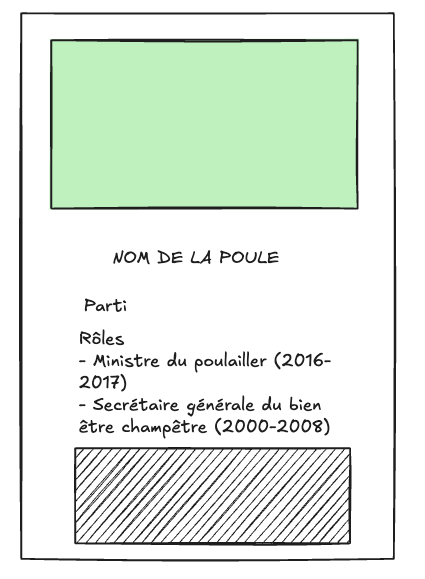 NOM DE LA POULE
Parti
Rôles
- Ministre du poulailler (2016-
2017)
- Secrétaire générale du bien
être champêtre (2000-2008)